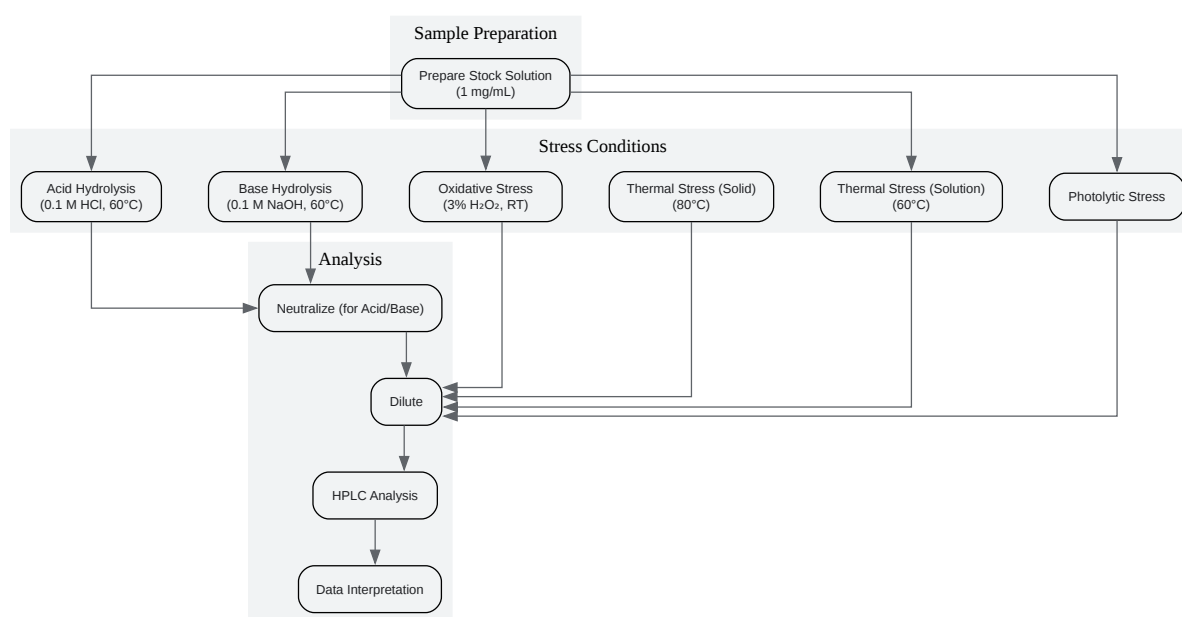 Sample Preparation
Prepare Stock Solution
(1 mg/mL)
Stress Conditions
Acid Hydrolysis
(0.1 M HCl, 60°C)
Base Hydrolysis
(0.1 M NaOH, 60°C)
Oxidative Stress
(3% H₂O₂, RT)
Thermal Stress (Solid)
(80°C)
Thermal Stress (Solution)
(60°C)
Photolytic Stress
Analysis
Neutralize (for Acid/Base)
Dilute
HPLC Analysis
Data Interpretation